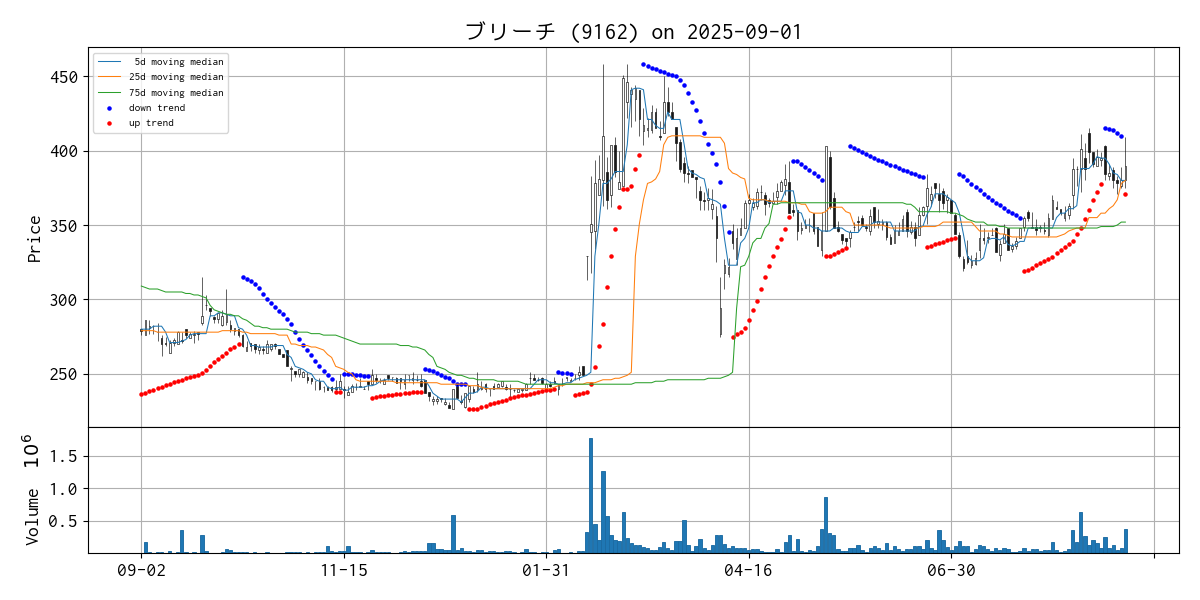 ブリーチ (9162) on 2025-09-01
5d moving median
25d moving median
75d moving median
down trend
up trend
Price
450
400
350
300
250
Volume 10^6
1.5
1.0
0.5
09-02 11-15 01-31 04-16 06-30